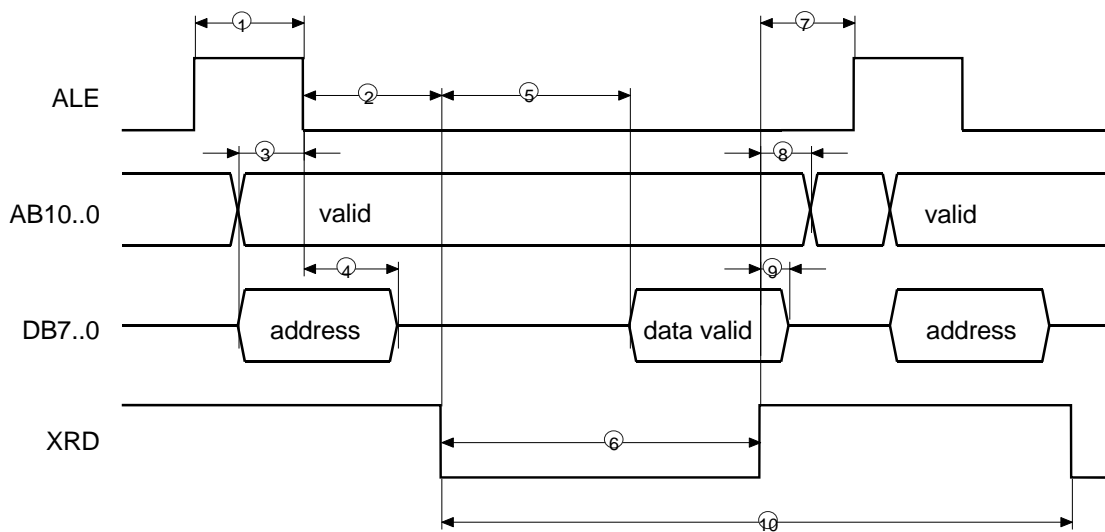 ① ⑦
ALE ② ⑤
③ ⑧
AB10..0 valid valid
④ ⑨
DB7..0 address data valid address
XRD ⑥
⑩